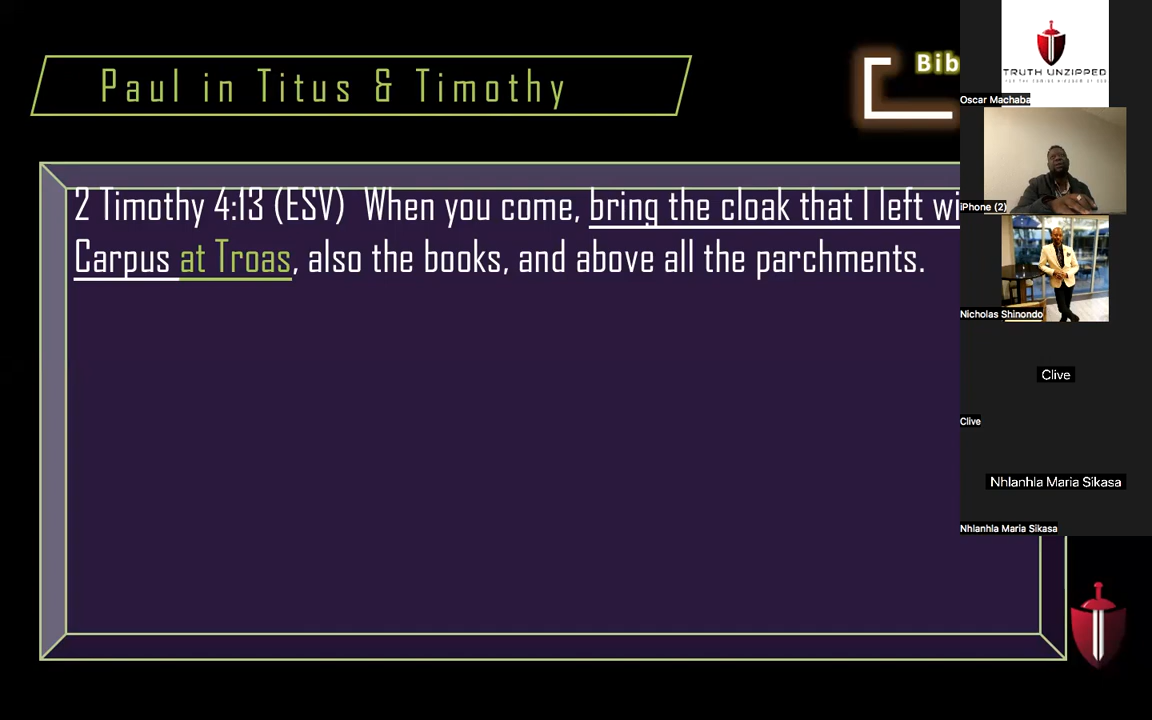 Paul in Titus & Timothy
Bib
2 Timothy 4:13 (ESV) When you come, bring the cloak that I left wi
Carpus at Troas, also the books, and above all the parchments.
TRUTH UNZIPPED
Oscar Machaba
iPhone (2)
Nicholas Shinondo
Clive
Clive
Nhlanhla Maria Sikasa
Nhlanhla Maria Sikasa